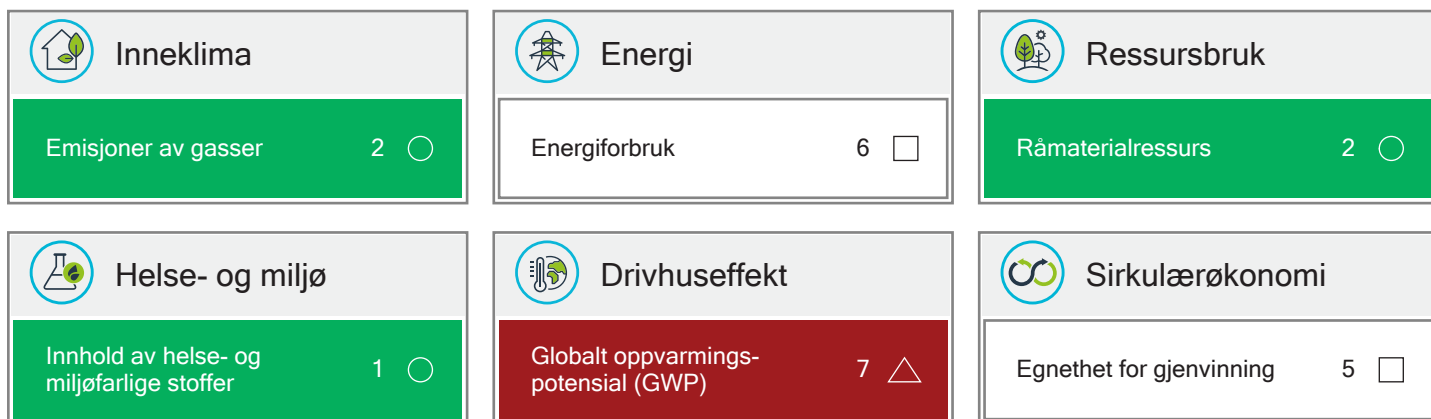 Inneklima
Emisjoner av gasser 2
Energi
Energiforbruk 6
Ressursbruk
Råmaterialressurs 2
Helse- og miljø
Innhold av helse- og
miljøfarlige stoffer 1
Drivhuseffekt
Globalt oppvarmings-
potensial (GWP) 7
Sirkulærøkonomi
Egnethet for gjenvinning 5